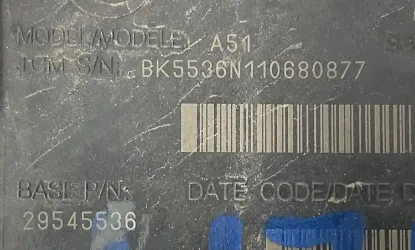 MODEL/MODELE: A51
TCM S/N: BK5536N110680877
BASE P/N: DATE CODE/DATE D
29545536